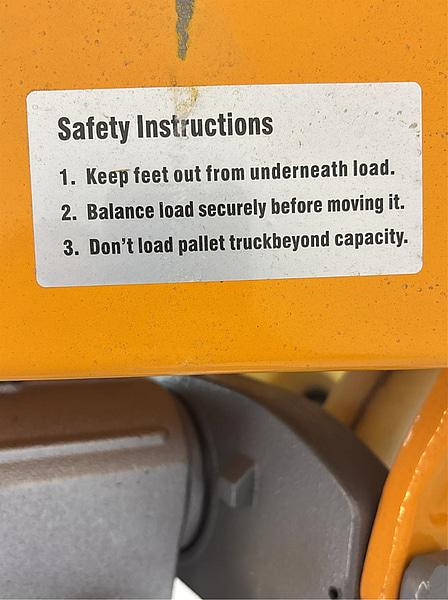 Safety Instructions
1. Keep feet out from underneath load.
2. Balance load securely before moving it.
3. Don't load pallet truckbeyond capacity.